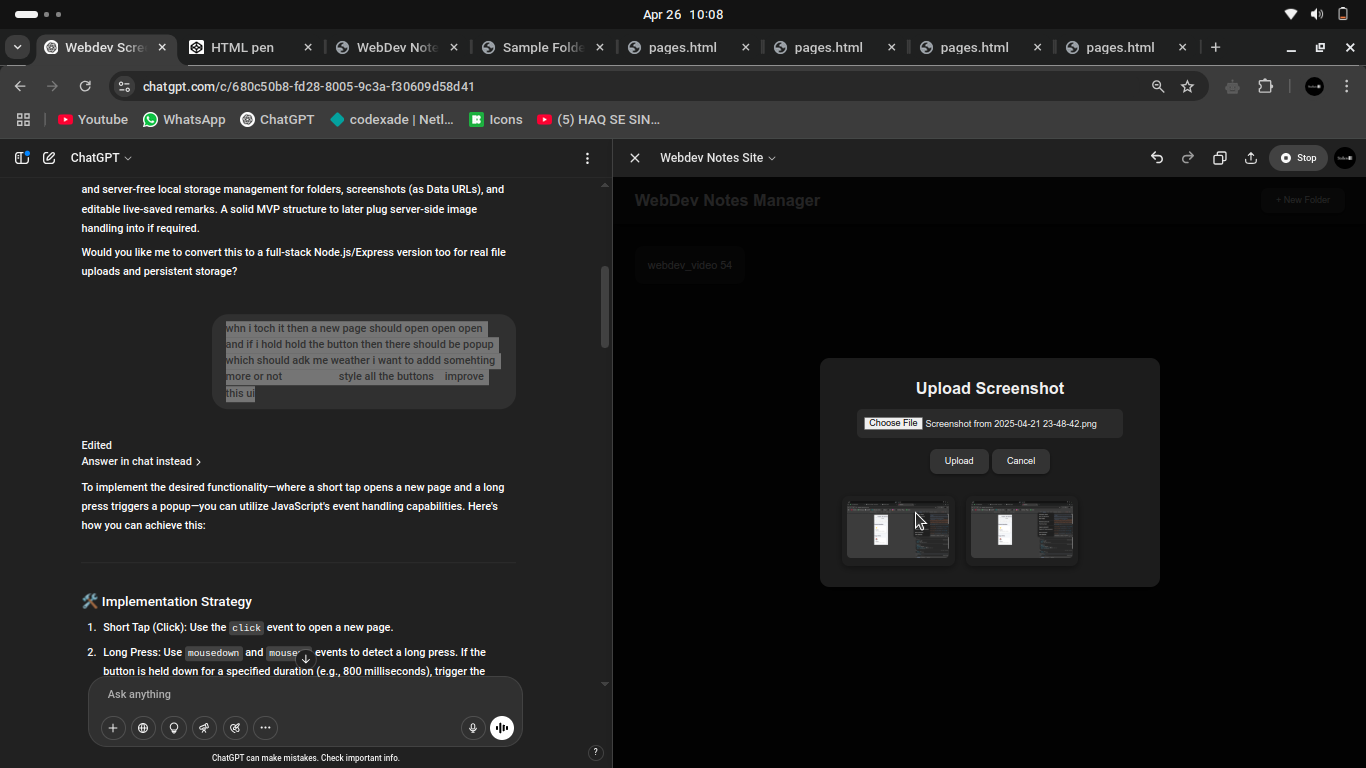 Apr 26 10:08
Webdev Scre
HTML pen
WebDev Note
Sample Folde
pages.html
pages.html
pages.html
pages.html
chatgpt.com/c/680c50b8-fd28-8005-9c3a-f30609d58d41
Youtube
WhatsApp
ChatGPT
codexade | Netl...
Icons
(5) HAQ SE SIN...
ChatGPT
and server-free local storage management for folders, screenshots (as Data URLs), and
editable live-saved remarks. A solid MVP structure to later plug server-side image
handling into if required.
Would you like me to convert this to a full-stack Node.js/Express version too for real file
uploads and persistent storage?
whn i toch it then a new page should open open open
and if i hold hold the button then there should be popup
which should adk me weather i want to addd somehting
more or not style all the buttons improve
this ui
Edited
Answer in chat instead
To implement the desired functionality—where a short tap opens a new page and a long
press triggers a popup—you can utilize JavaScript's event handling capabilities. Here's
how you can achieve this:
🛠️ Implementation Strategy
1. Short Tap (Click): Use the click event to open a new page.
2. Long Press: Use mousedown and mouse events to detect a long press. If the
button is held down for a specified duration (e.g., 800 milliseconds), trigger the
Ask anything
ChatGPT can make mistakes. Check important info.
?
Webdev Notes Site
Stop
WebDev Notes Manager
+ New Folder
webdev_video 54
Upload Screenshot
Choose File Screenshot from 2025-04-21 23-48-42.png
Upload
Cancel